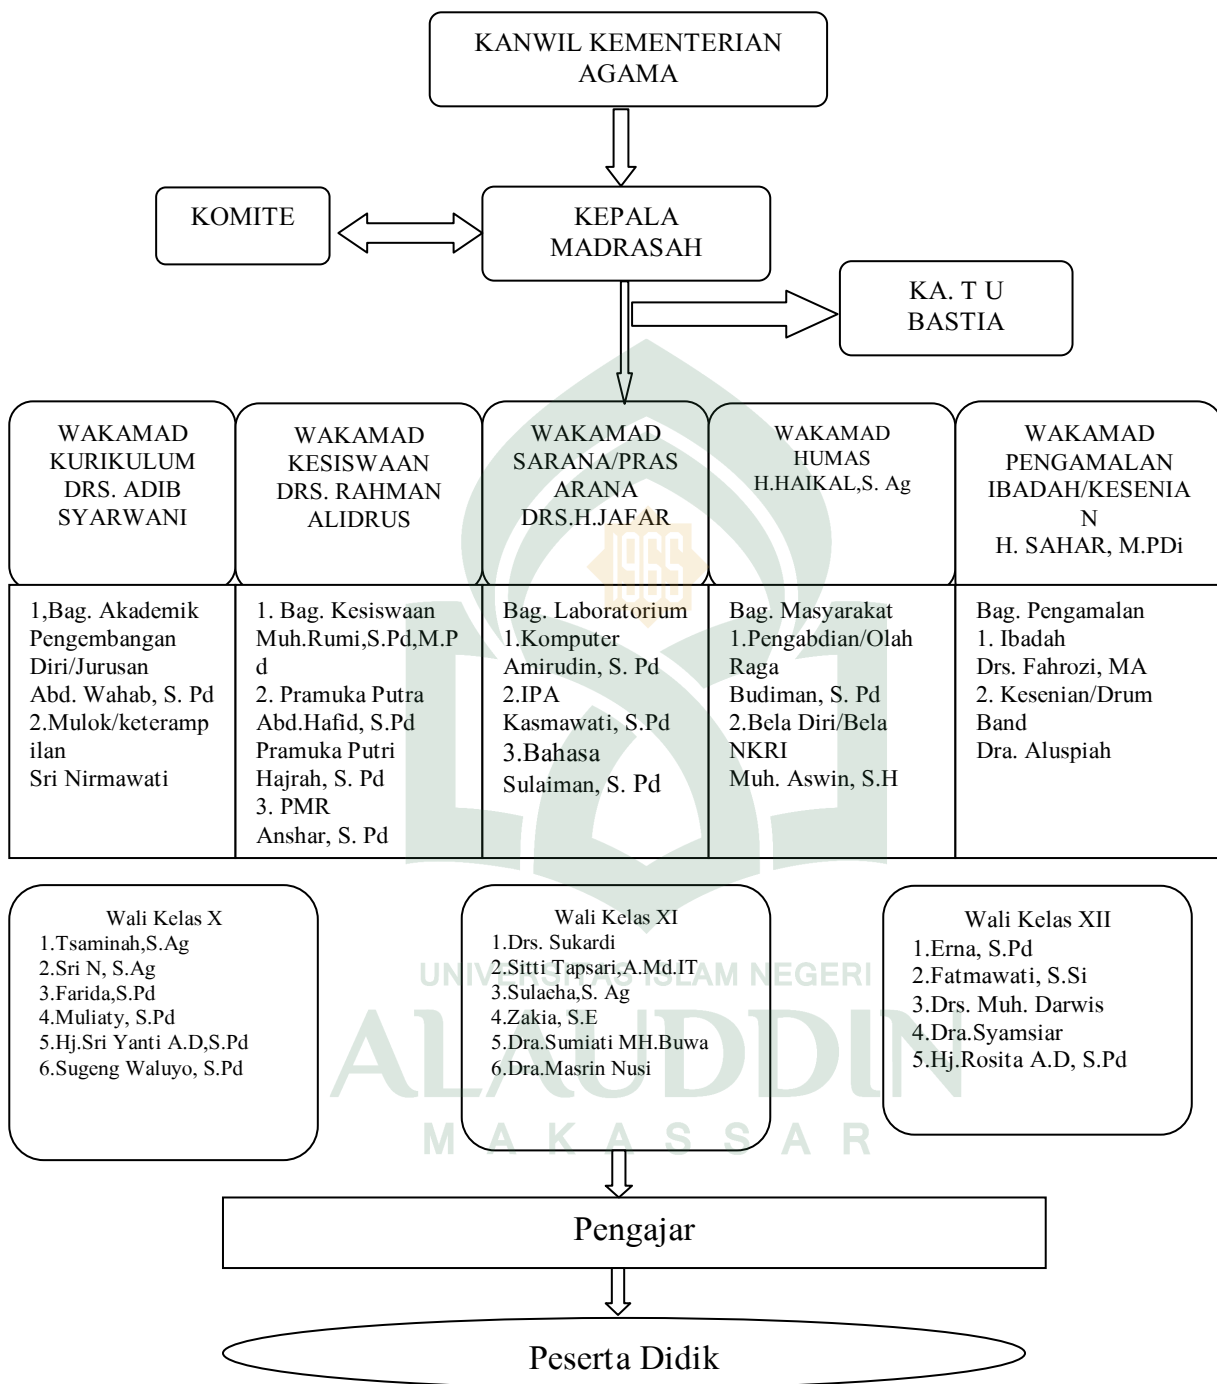 KANWIL KEMENTERIAN
AGAMA
KOMITE
KEPALA
MADRASAH
KA. T U
BASTIA
WAKAMAD
KURIKULUM
DRS. ADIB
SYARWANI
WAKAMAD
KESISWAAN
DRS. RAHMAN
ALIDRUS
WAKAMAD
SARANA/PRAS
ARANA
DRS.H.JAFAR
WAKAMAD
HUMAS
H.HAIKAL,S. Ag
WAKAMAD
PENGAMALAN
IBADAH/KESENIA
N
H. SAHAR, M.PDi
1965
1,Bag. Akademik
Pengembangan
Diri/Jurusan
Abd. Wahab, S. Pd
2.Mulok/keteramp
ilan
Sri Nirmawati
1. Bag. Kesiswaan
Muh.Rumi,S.Pd,M.P
d
2. Pramuka Putra
Abd.Hafid, S.Pd
Pramuka Putri
Hajrah, S. Pd
3. PMR
Anshar, S. Pd
Bag. Laboratorium
1.Komputer
Amirudin, S. Pd
2.IPA
Kasmawati, S.Pd
3.Bahasa
Sulaiman, S. Pd
Bag. Masyarakat
1.Pengabdian/Olah
Raga
Budiman, S. Pd
2.Bela Diri/Bela
NKRI
Muh. Aswin, S.H
Bag. Pengamalan
1. Ibadah
Drs. Fahrozi, MA
2. Kesenian/Drum
Band
Dra. Aluspiah
Wali Kelas X
1.Tsaminah,S.Ag
2.Sri N, S.Ag
3.Farida,S.Pd
4.Muliaty, S.Pd
5.Hj.Sri Yanti A.D,S.Pd
6.Sugeng Waluyo, S.Pd
Wali Kelas XI
1.Drs. Sukardi
2.Sitti Tapsari,A.Md.IT
3.Sulaeha,S. Ag
4.Zakia, S.E
5.Dra.Sumiati MH.Buwa
6.Dra.Masrin Nusi
Wali Kelas XII
1.Erna, S.Pd
2.Fatmawati, S.Si
3.Drs. Muh. Darwis
4.Dra.Syamsiar
5.Hj.Rosita A.D, S.Pd
UNIVERSITAS ISLAM NEGERI
ALAUDDIN
MAKASSAR
Pengajar
Peserta Didik